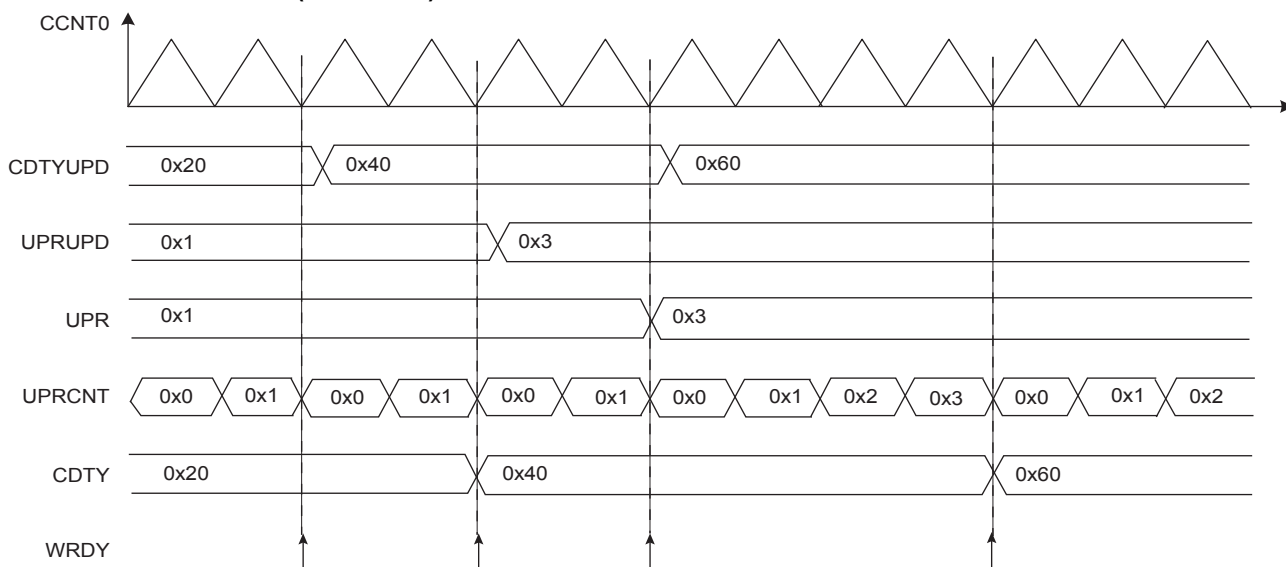 CCNT0
CDTYUPD 0x20 0x40 0x60
UPRUPD 0x1 0x3
UPR 0x1 0x3
UPRCNT 0x0 0x1 0x0 0x1 0x0 0x1 0x0 0x1 0x2 0x3 0x0 0x1 0x2
CDTY 0x20 0x40 0x60
WRDY